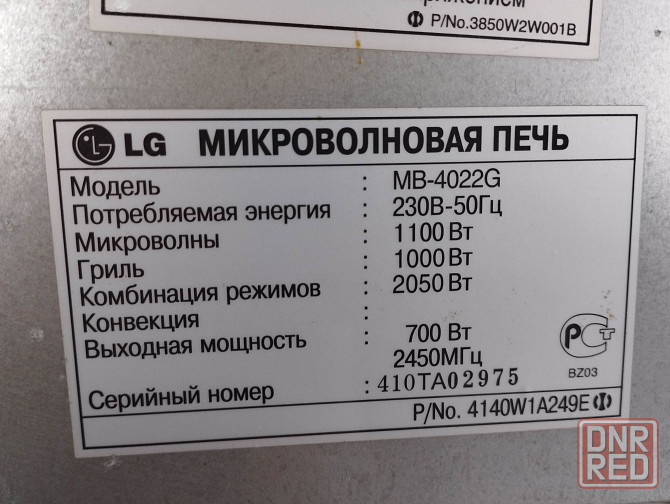 P/No.3850W2W001B
LG МИКРОВОЛНОВАЯ ПЕЧЬ
Модель : MB-4022G
Потребляемая энергия : 230В-50Гц
Микроволны : 1100 Вт
Гриль : 1000 Вт
Комбинация режимов : 2050 Вт
Конвекция :
Выходная мощность : 700 Вт
2450МГц
Серийный номер : 410TA02975
P/No. 4140W1A249E
РСТ
BZ03
DNR
RED